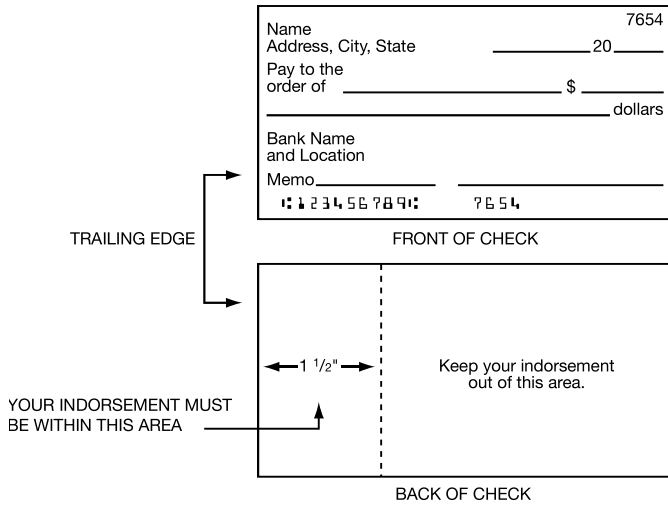 7654
Name
Address, City, State 20
Pay to the
order of $
dollars
Bank Name
and Location
Memo
⑆123456789⑆ 7654
TRAILING EDGE
FRONT OF CHECK
1 1/2"
Keep your indorsement
out of this area.
YOUR INDORSEMENT MUST
BE WITHIN THIS AREA
BACK OF CHECK